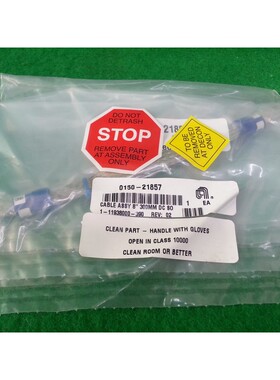 DO NOT
DETRASH
STOP
REMOVE PART
AT ASSEMBLY
ONLY
TO BE
REMOVED
AT DECON
ONLY
0150-21857
CABLE ASSY 8" 300MM DC SO
1
EA
REV: 02
CLEAN PART - HANDLE WITH GLOVES
OPEN IN CLASS 10000
CLEAN ROOM OR BETTER